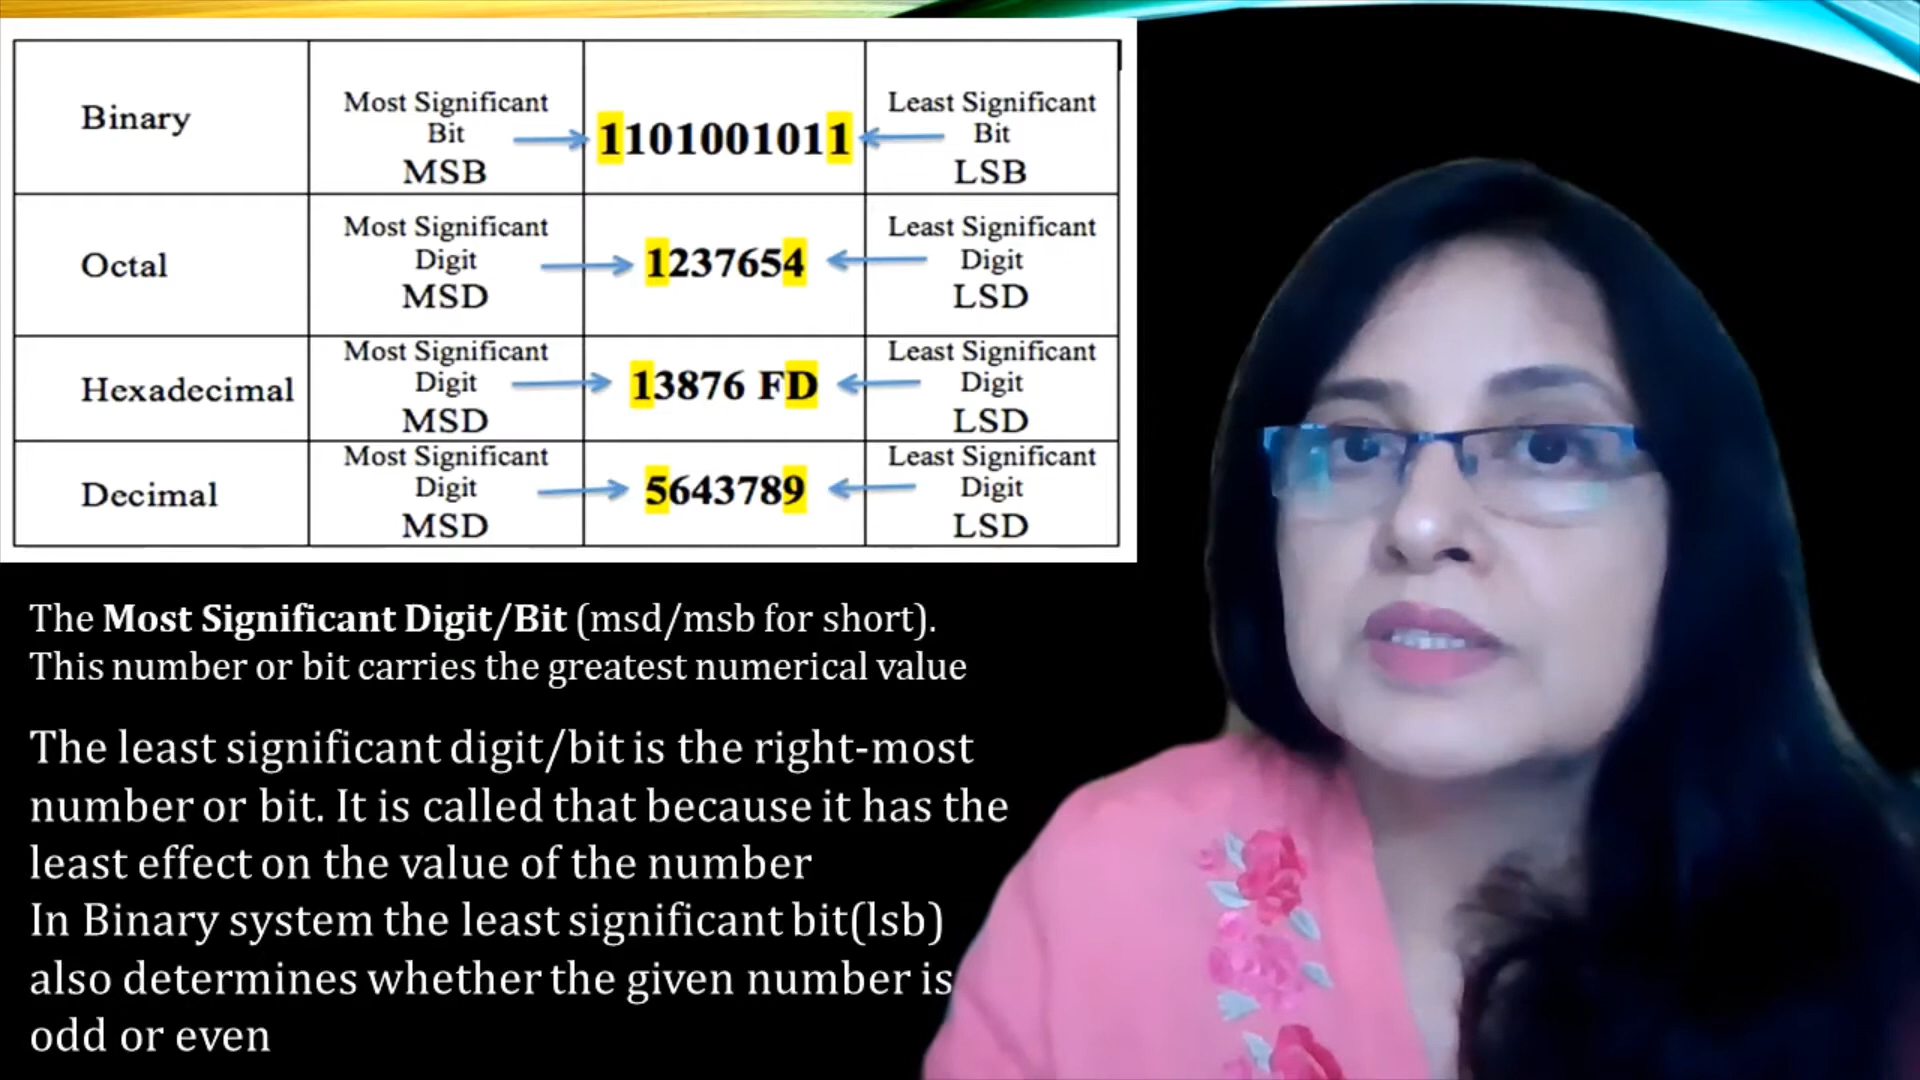 Binary
Most Significant
Bit
MSB
1101001011
Least Significant
Bit
LSB
Octal
Most Significant
Digit
MSD
1237654
Least Significant
Digit
LSD
Hexadecimal
Most Significant
Digit
MSD
13876 FD
Least Significant
Digit
LSD
Decimal
Most Significant
Digit
MSD
5643789
Least Significant
Digit
LSD
The Most Significant Digit/Bit (msd/msb for short).
This number or bit carries the greatest numerical value
The least significant digit/bit is the right-most
number or bit. It is called that because it has the
least effect on the value of the number
In Binary system the least significant bit(lsb)
also determines whether the given number is
odd or even